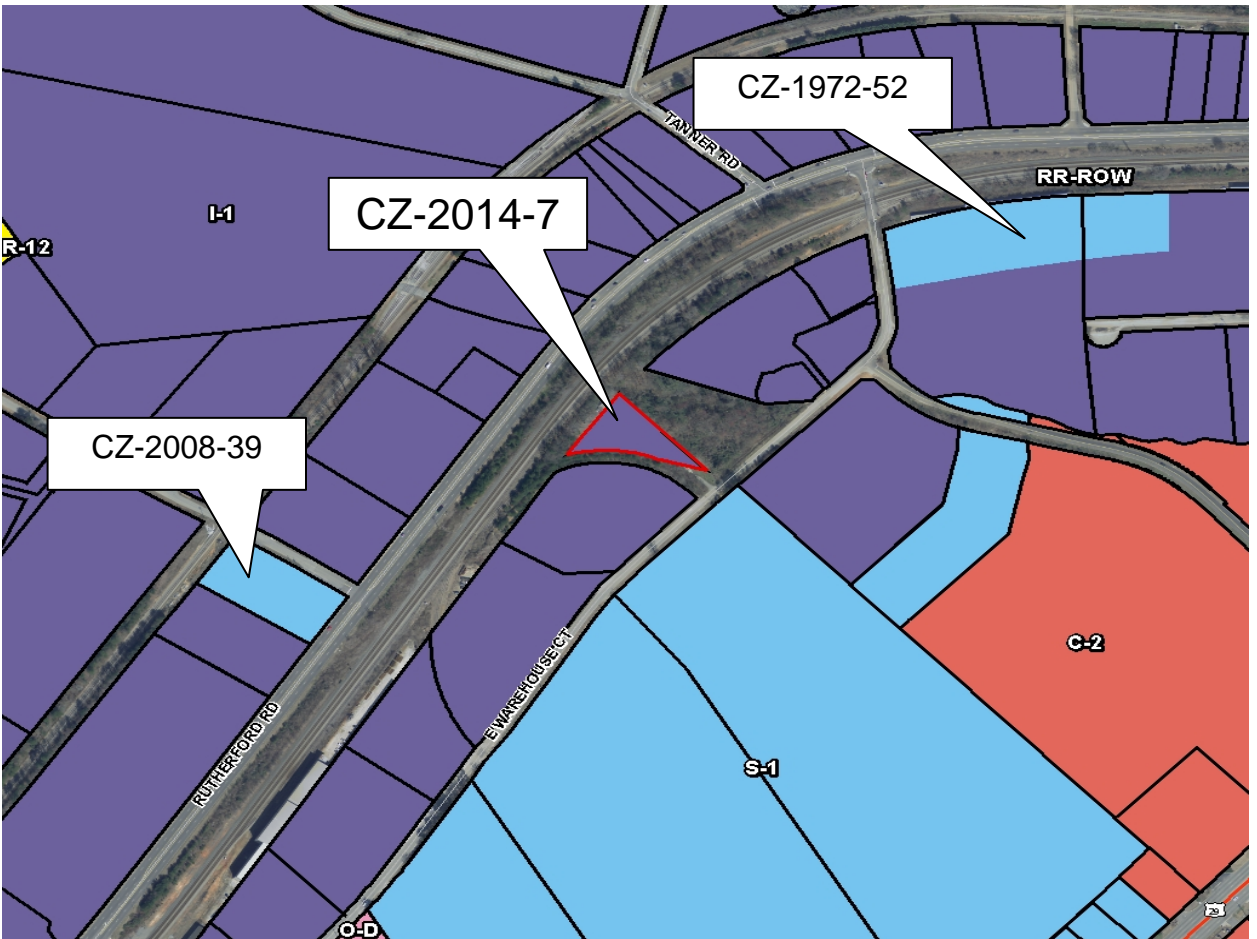 CZ-1972-52
TANNER RD
RR-ROW
CZ-2014-7
I-1
R-12
CZ-2008-39
E WAREHOUSE CT
C-2
RUTHERFORD RD
S-1
O-D
29